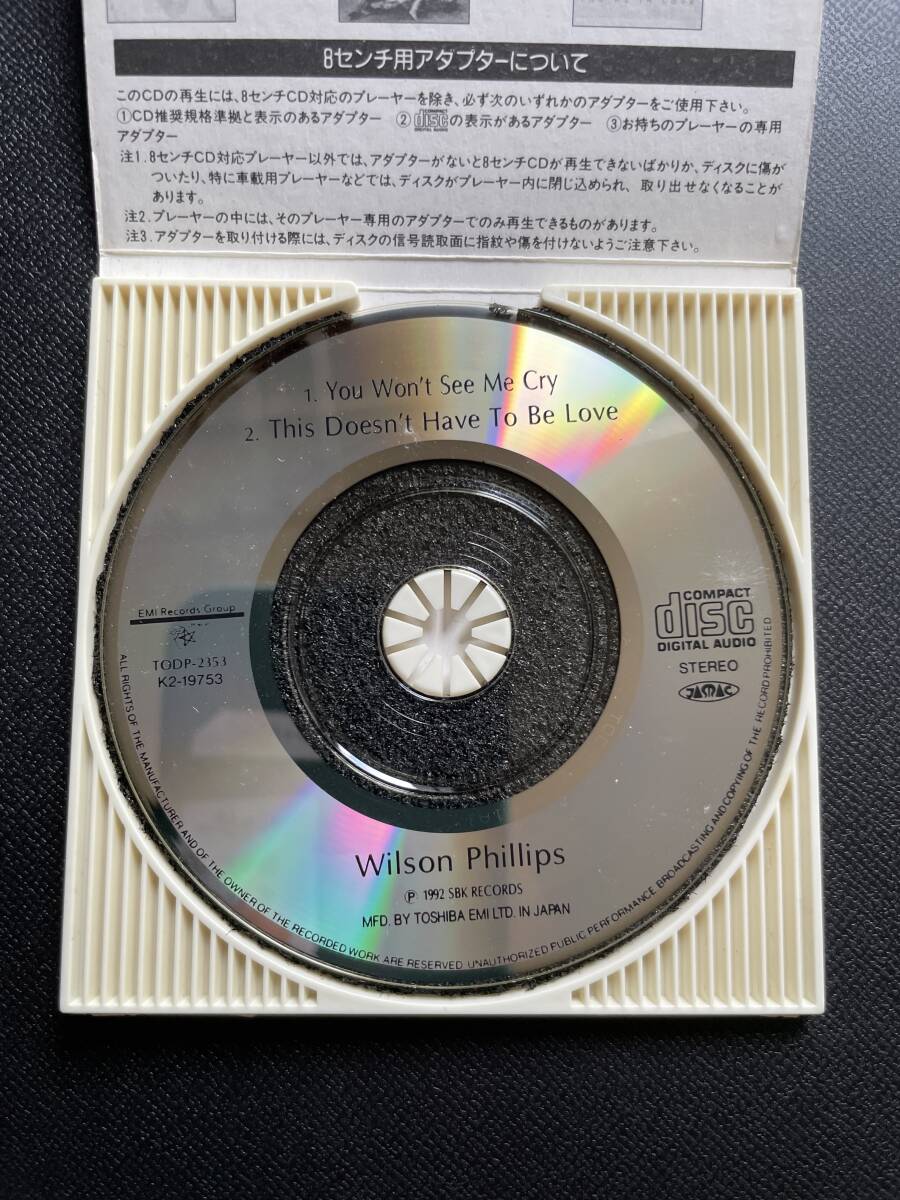 8センチ用アダプターについて
このCDの再生には、8センチCD対応のプレーヤーを除き、必ず次のいずれかのアダプターをご使用下さい。
①CD推奨規格準拠と表示のあるアダプター ②COMPACT disc DIGITAL AUDIOの表示があるアダプター ③お持ちのプレーヤーの専用
アダプター
注1.8センチCD対応プレーヤー以外では、アダプターがないと8センチCDが再生できないばかりか、ディスクに傷が
ついたり、特に車載用プレーヤーなどでは、ディスクがプレーヤー内に閉じ込められ、取り出せなくなることが
あります。
注2.プレーヤーの中には、そのプレーヤー専用のアダプターでのみ再生できるものがあります。
注3.アダプターを取り付ける際には、ディスクの信号読取面に指紋や傷を付けないようご注意下さい。
1. You Won't See Me Cry
2. This Doesn't Have To Be Love
EMI Records Group
TODP-2353
K2-19753
COMPACT
disc
DIGITAL AUDIO
STEREO
JASRAC
Wilson Phillips
Ⓟ 1992 SBK RECORDS
MFD. BY TOSHIBA EMI LTD. IN JAPAN
ALL RIGHTS OF THE MANUFACTURER AND OF THE OWNER OF THE RECORDED WORK ARE RESERVED. UNAUTHORIZED PUBLIC PERFORMANCE, BROADCASTING AND COPYING OF THE RECORD PROHIBITED